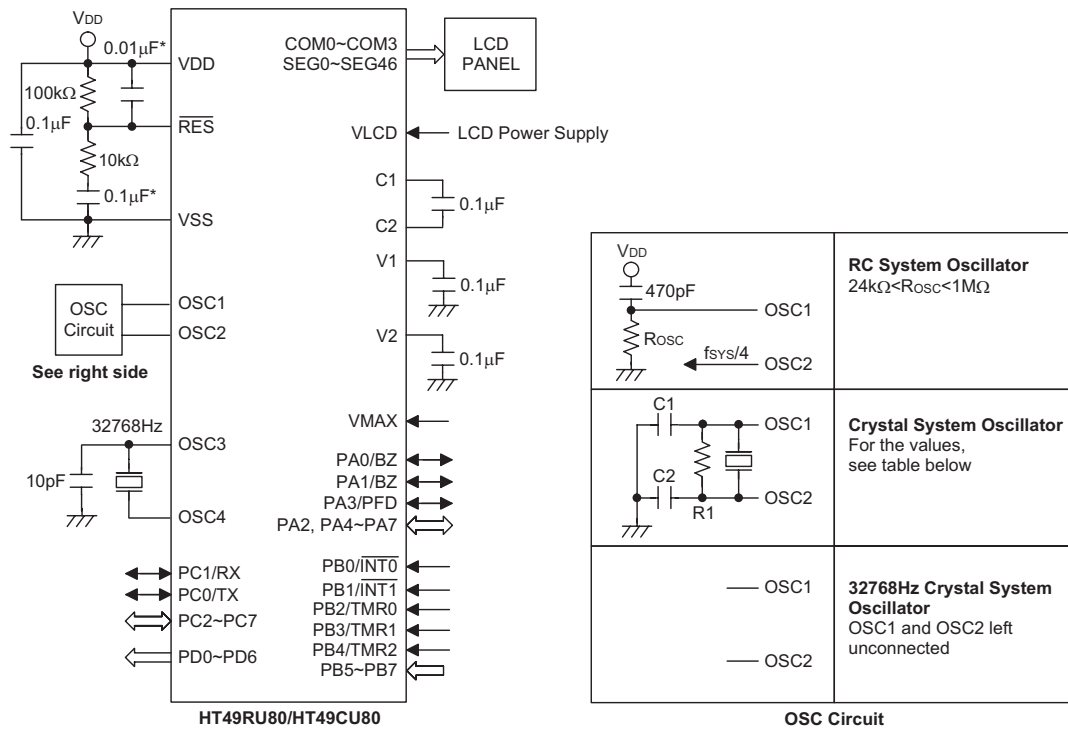 VDD
0.01μF*
100kΩ
0.1μF
10kΩ
0.1μF*
VDD
RES
VSS
OSC
Circuit
See right side
OSC1
OSC2
32768Hz
10pF
OSC3
OSC4
PC1/RX
PC0/TX
PC2~PC7
PD0~PD6
COM0~COM3
SEG0~SEG46
LCD
PANEL
VLCD
LCD Power Supply
C1
0.1μF
C2
V1
0.1μF
V2
0.1μF
VMAX
PA0/BZ
PA1/BZ
PA3/PFD
PA2, PA4~PA7
PB0/INT0
PB1/INT1
PB2/TMR0
PB3/TMR1
PB4/TMR2
PB5~PB7
HT49RU80/HT49CU80
VDD
470pF
OSC1
ROSC
fSYS/4
OSC2
RC System Oscillator
24kΩ<ROSC<1MΩ
C1
OSC1
C2
R1
OSC2
Crystal System Oscillator
For the values,
see table below
OSC1
OSC2
32768Hz Crystal System
Oscillator
OSC1 and OSC2 left
unconnected
OSC Circuit